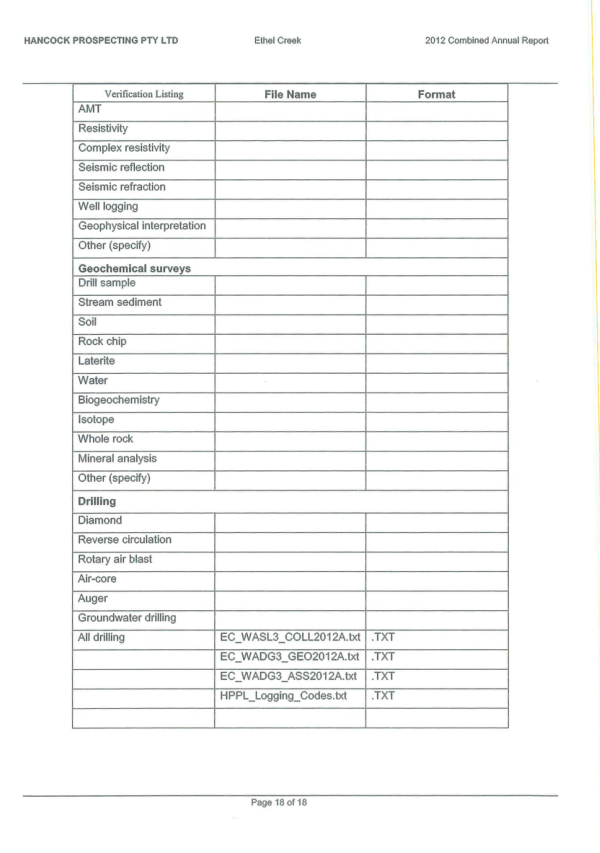 HANCOCK PROSPECTING PTY LTD Ethel Creek 2012 Combined Annual Report
Verification Listing File Name Format
AMT
Resistivity
Complex resistivity
Seismic reflection
Seismic refraction
Well logging
Geophysical interpretation
Other (specify)
Geochemical surveys
Drill sample
Stream sediment
Soil
Rock chip
Laterite
Water
Biogeochemistry
Isotope
Whole rock
Mineral analysis
Other (specify)
Drilling
Diamond
Reverse circulation
Rotary air blast
Air-core
Auger
Groundwater drilling
All drilling EC_WASL3_COLL2012A.txt .TXT
EC_WADG3_GEO2012A.txt .TXT
EC_WADG3_ASS2012A.txt .TXT
HPPL_Logging_Codes.txt .TXT
Page 18 of 18